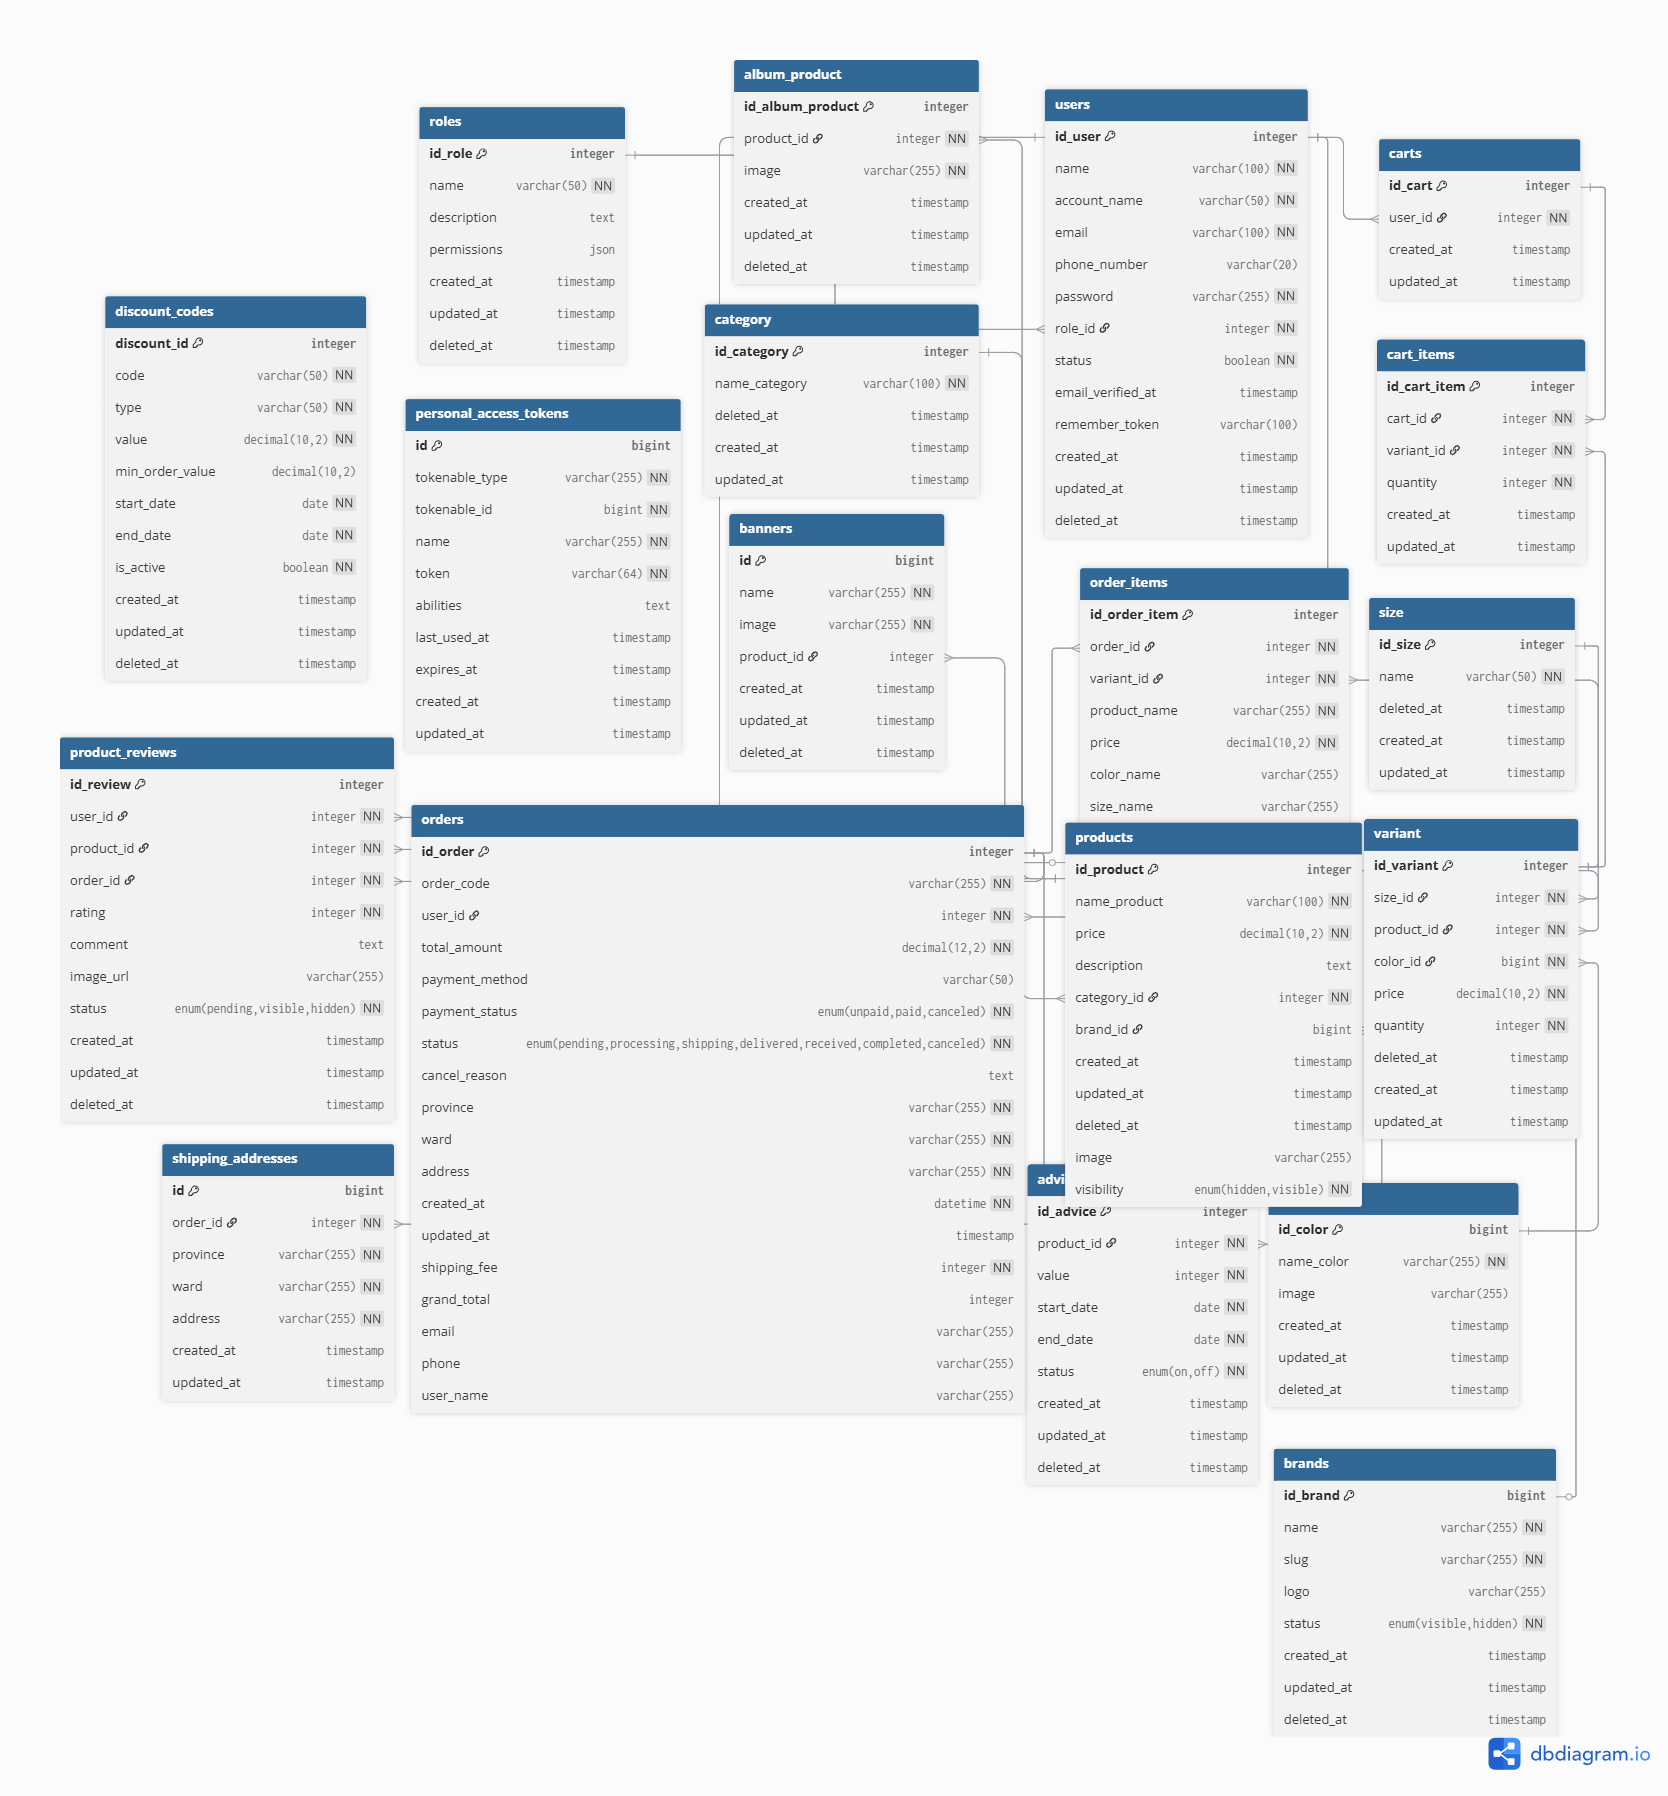 album_product
id_album_product integer
product_id integer NN
image varchar(255) NN
created_at timestamp
updated_at timestamp
deleted_at timestamp
users
id_user integer
name varchar(100) NN
account_name varchar(50) NN
email varchar(100) NN
phone_number varchar(20)
password varchar(255) NN
role_id integer NN
status boolean NN
email_verified_at timestamp
remember_token varchar(100)
created_at timestamp
updated_at timestamp
deleted_at timestamp
roles
id_role integer
name varchar(50) NN
description text
permissions json
created_at timestamp
updated_at timestamp
deleted_at timestamp
carts
id_cart integer
user_id integer NN
created_at timestamp
updated_at timestamp
discount_codes
discount_id integer
code varchar(50) NN
type varchar(50) NN
value decimal(10,2) NN
min_order_value decimal(10,2)
start_date date NN
end_date date NN
is_active boolean NN
created_at timestamp
updated_at timestamp
deleted_at timestamp
category
id_category integer
name_category varchar(100) NN
deleted_at timestamp
created_at timestamp
updated_at timestamp
cart_items
id_cart_item integer
cart_id integer NN
variant_id integer NN
quantity integer NN
created_at timestamp
updated_at timestamp
personal_access_tokens
id bigint
tokenable_type varchar(255) NN
tokenable_id bigint NN
name varchar(255) NN
token varchar(64) NN
abilities text
last_used_at timestamp
expires_at timestamp
created_at timestamp
updated_at timestamp
banners
id bigint
name varchar(255) NN
image varchar(255) NN
product_id integer
created_at timestamp
updated_at timestamp
deleted_at timestamp
order_items
id_order_item integer
order_id integer NN
variant_id integer NN
product_name varchar(255) NN
price decimal(10,2) NN
color_name varchar(255)
size_name varchar(255)
size
id_size integer
name varchar(50) NN
deleted_at timestamp
created_at timestamp
updated_at timestamp
product_reviews
id_review integer
user_id integer NN
product_id integer NN
order_id integer NN
rating integer NN
comment text
image_url varchar(255)
status enum(pending,visible,hidden) NN
created_at timestamp
updated_at timestamp
deleted_at timestamp
orders
id_order integer
order_code varchar(255) NN
user_id integer NN
total_amount decimal(12,2) NN
payment_method varchar(50)
payment_status enum(unpaid,paid,canceled) NN
status enum(pending,processing,shipping,delivered,received,completed,canceled) NN
cancel_reason text
province varchar(255) NN
ward varchar(255) NN
address varchar(255) NN
created_at datetime NN
updated_at timestamp
shipping_fee integer NN
grand_total integer
email varchar(255)
phone varchar(255)
user_name varchar(255)
products
id_product integer
name_product varchar(100) NN
price decimal(10,2) NN
description text
category_id integer NN
brand_id bigint
created_at timestamp
updated_at timestamp
deleted_at timestamp
image varchar(255)
visibility enum(hidden,visible) NN
variant
id_variant integer
size_id integer NN
product_id integer NN
color_id bigint NN
price decimal(10,2) NN
quantity integer NN
deleted_at timestamp
created_at timestamp
updated_at timestamp
shipping_addresses
id bigint
order_id integer NN
province varchar(255) NN
ward varchar(255) NN
address varchar(255) NN
created_at timestamp
updated_at timestamp
advi
id_advice integer
product_id integer NN
value integer NN
start_date date NN
end_date date NN
status enum(on,off) NN
created_at timestamp
updated_at timestamp
deleted_at timestamp
id_color bigint
name_color varchar(255) NN
image varchar(255)
created_at timestamp
updated_at timestamp
deleted_at timestamp
brands
id_brand bigint
name varchar(255) NN
slug varchar(255) NN
logo varchar(255)
status enum(visible,hidden) NN
created_at timestamp
updated_at timestamp
deleted_at timestamp
dbdiagram.io